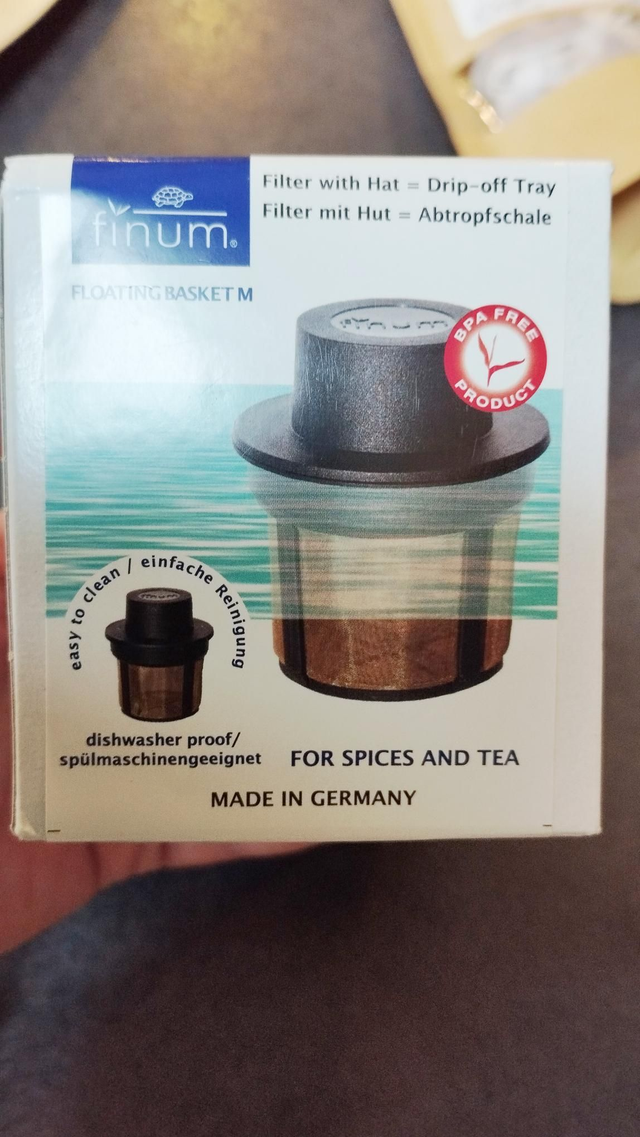 finum®
Filter with Hat = Drip-off Tray
Filter mit Hut = Abtropfschale
FLOATING BASKET M
finum
BPA FREE
PRODUCT
easy to clean / einfache Reinigung
finum
dishwasher proof/
spülmaschinengeeignet
FOR SPICES AND TEA
MADE IN GERMANY